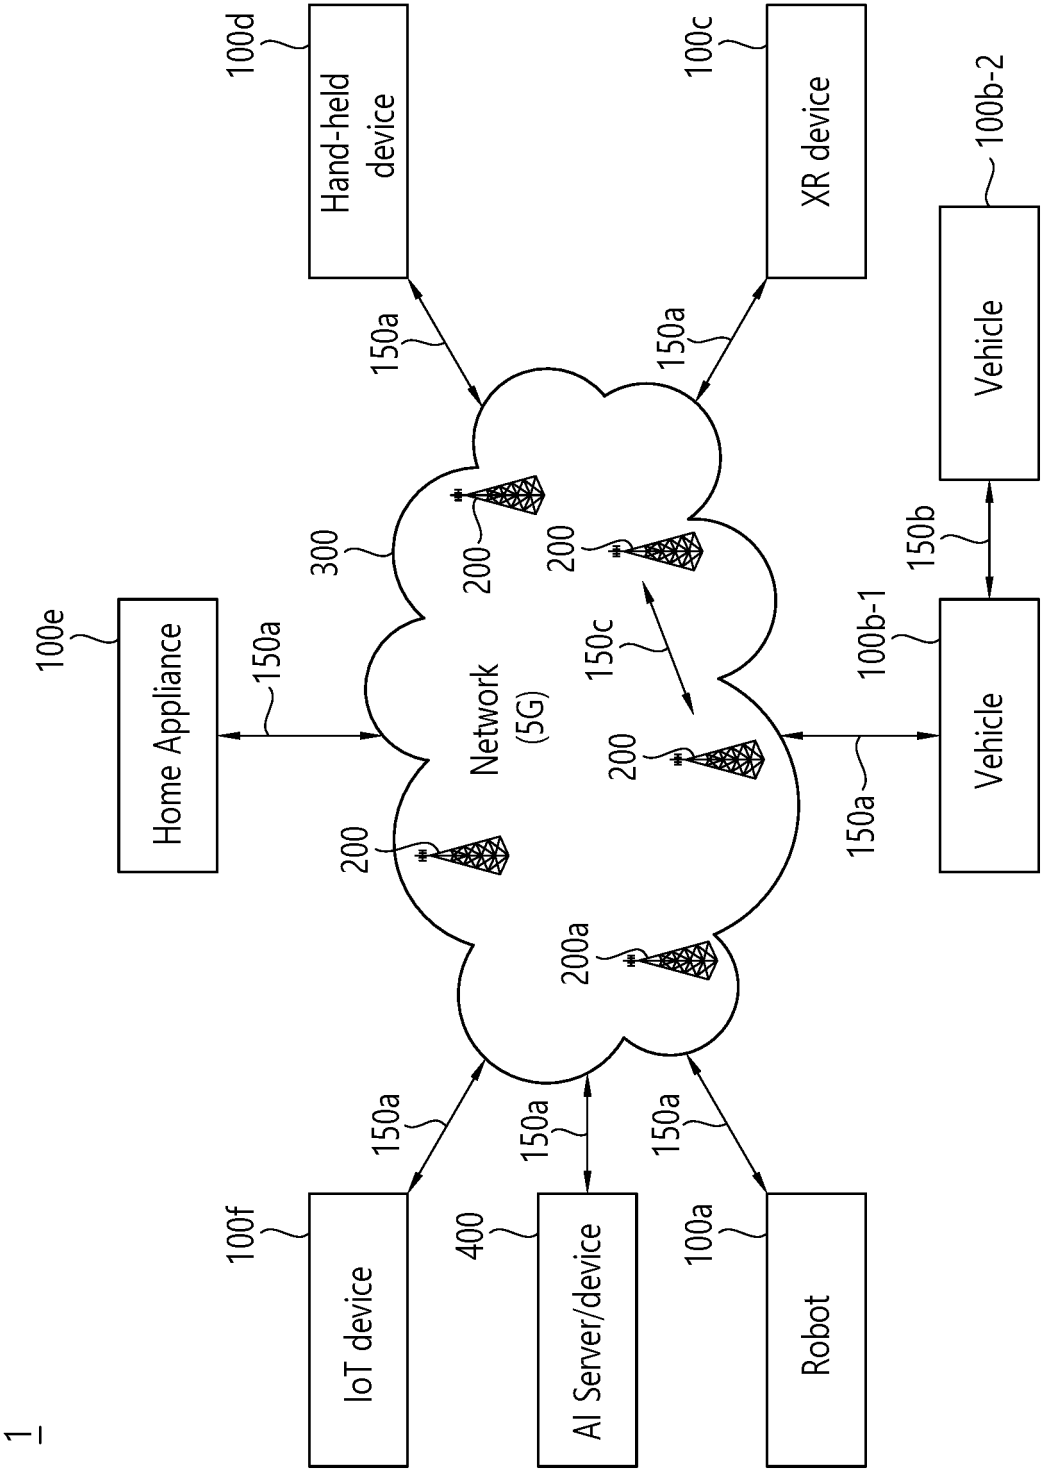 1
100e
Home Appliance
150a
100f
100d
300
IoT device
150a
200
150a
Hand-held
device
400
Network
(5G)
200
150a
200a
200
AI Server/device
150c
200
150a
150a
100a
100c
Robot
XR device
150a
100b-1
150b
Vehicle
Vehicle
100b-2